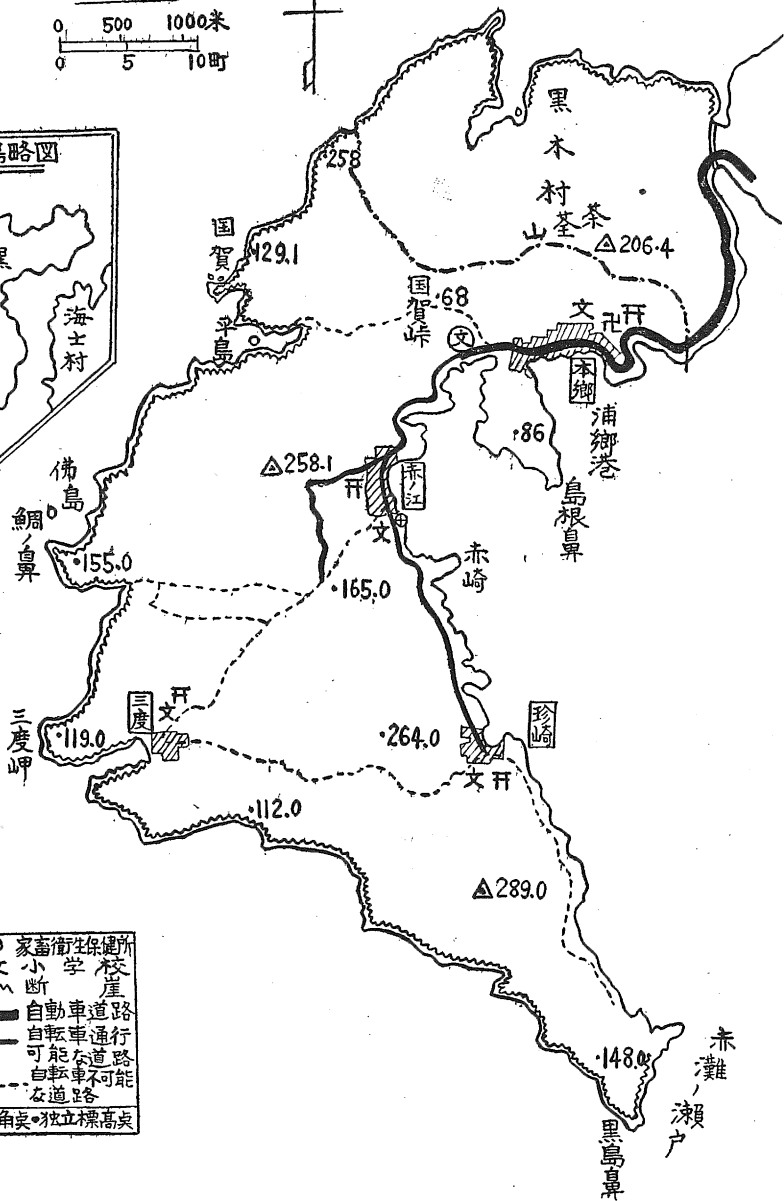 0 500 1000米
0 5 10町
島略図
海士村
黒木村
258
129.1
国賀
茶荃山
206.4
68
国賀峠
平島
文
文
卍
本郷
浦郷港
86
島根鼻
258.1
赤ノ江
文
赤崎
佛島
鯛ノ鼻
155.0
165.0
三度
文
三度岬
119.0
264.0
珍崎
文
112.0
289.0
148.0
赤灘ノ瀬戸
黒島鼻
家畜衛生保健所
小学校
断崖
自動車道路
自転車通行
可能な道路
自転車不可能
な道路
角点•独立標高点